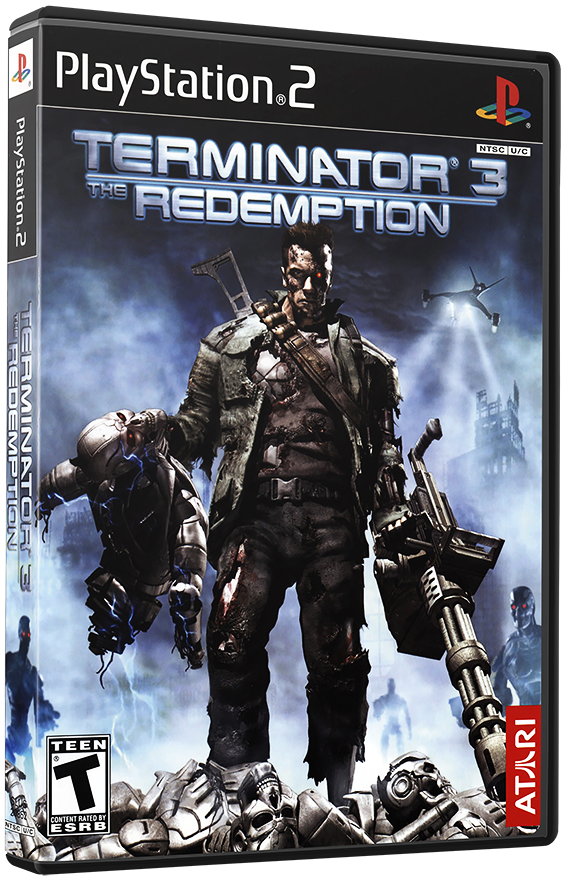 PlayStation®2
NTSC U/C
TERMINATOR® 3
THE REDEMPTION
PlayStation®2
TERMINATOR® 3
THE REDEMPTION
NTSC U/C
TEEN
T
CONTENT RATED BY
ESRB
ATARI